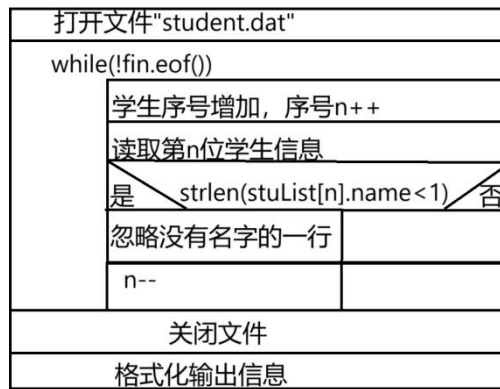 打开文件"student.dat"
while(!fin.eof())
学生序号增加，序号n++
读取第n位学生信息
是 strlen(stuList[n].name<1) 否
忽略没有名字的一行
n--
关闭文件
格式化输出信息